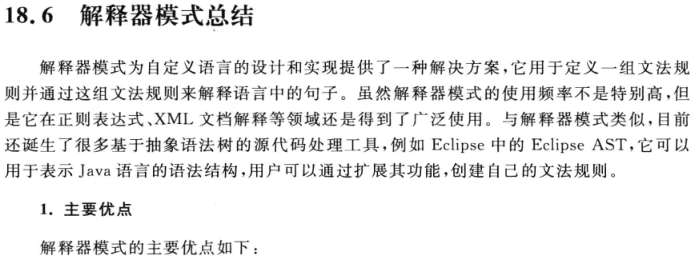 18.6 解释器模式总结
解释器模式为自定义语言的设计和实现提供了一种解决方案,它用于定义一组文法规
则并通过这组文法规则来解释语言中的句子。虽然解释器模式的使用频率不是特别高,但
是它在正则表达式、XML 文档解释等领域还是得到了广泛使用。与解释器模式类似,目前
还诞生了很多基于抽象语法树的源代码处理工具,例如 Eclipse 中的 Eclipse AST,它可以
用于表示 Java 语言的语法结构,用户可以通过扩展其功能,创建自己的文法规则。
1. 主要优点
解释器模式的主要优点如下: